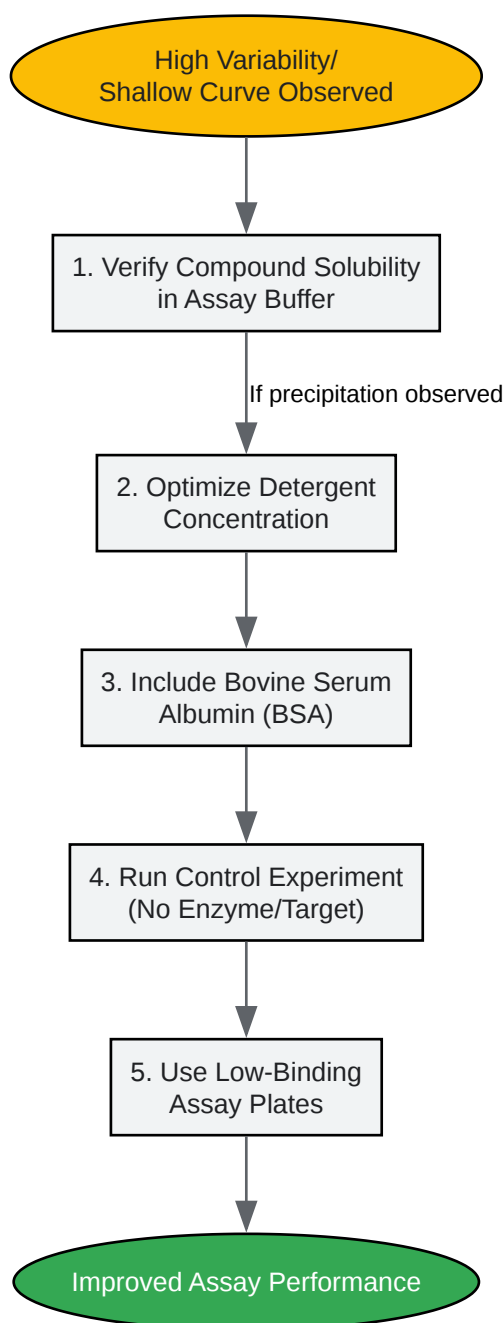 High Variability/
Shallow Curve Observed
1. Verify Compound Solubility
in Assay Buffer
If precipitation observed
2. Optimize Detergent
Concentration
3. Include Bovine Serum
Albumin (BSA)
4. Run Control Experiment
(No Enzyme/Target)
5. Use Low-Binding
Assay Plates
Improved Assay Performance